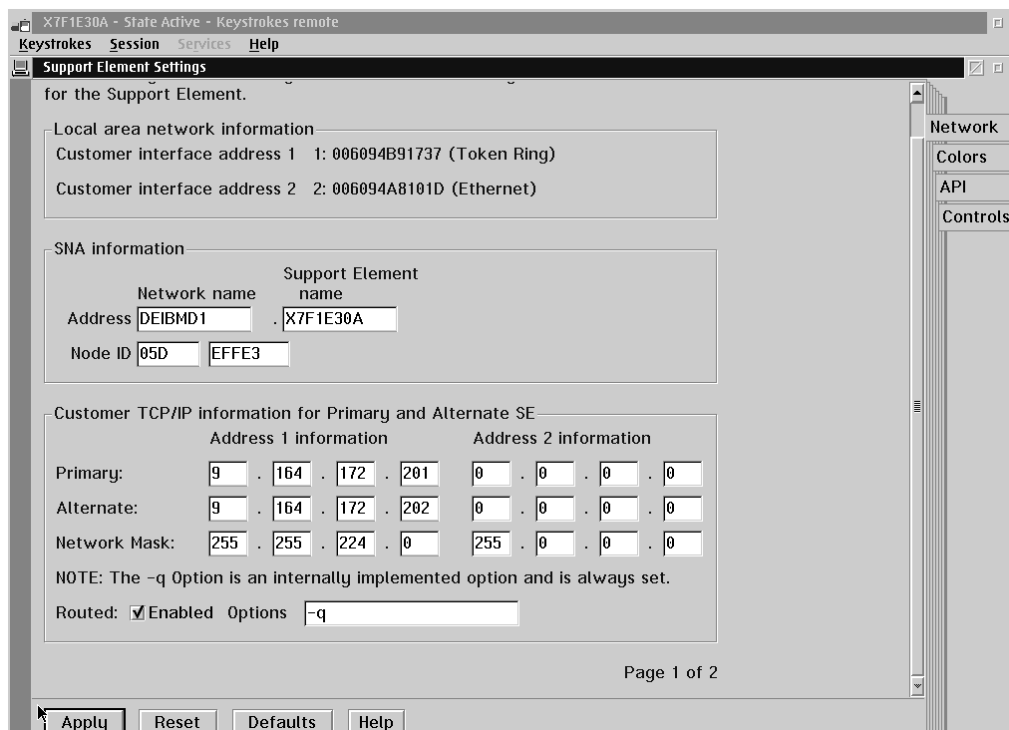 X7F1E30A - State Active - Keystrokes remote
Keystrokes Session Services Help
Support Element Settings
for the Support Element.
Local area network information
Customer interface address 1 1: 006094B91737 (Token Ring)
Customer interface address 2 2: 006094A8101D (Ethernet)
SNA information
Support Element
Network name name
Address DEIBMD1 . X7F1E30A
Node ID 05D EFFE3
Customer TCP/IP information for Primary and Alternate SE
Address 1 information Address 2 information
Primary: 9 . 164 . 172 . 201 0 . 0 . 0 . 0
Alternate: 9 . 164 . 172 . 202 0 . 0 . 0 . 0
Network Mask: 255 . 255 . 224 . 0 255 . 0 . 0 . 0
NOTE: The -q Option is an internally implemented option and is always set.
Routed: Enabled Options -q
Page 1 of 2
Apply Reset Defaults Help
Network
Colors
API
Controls